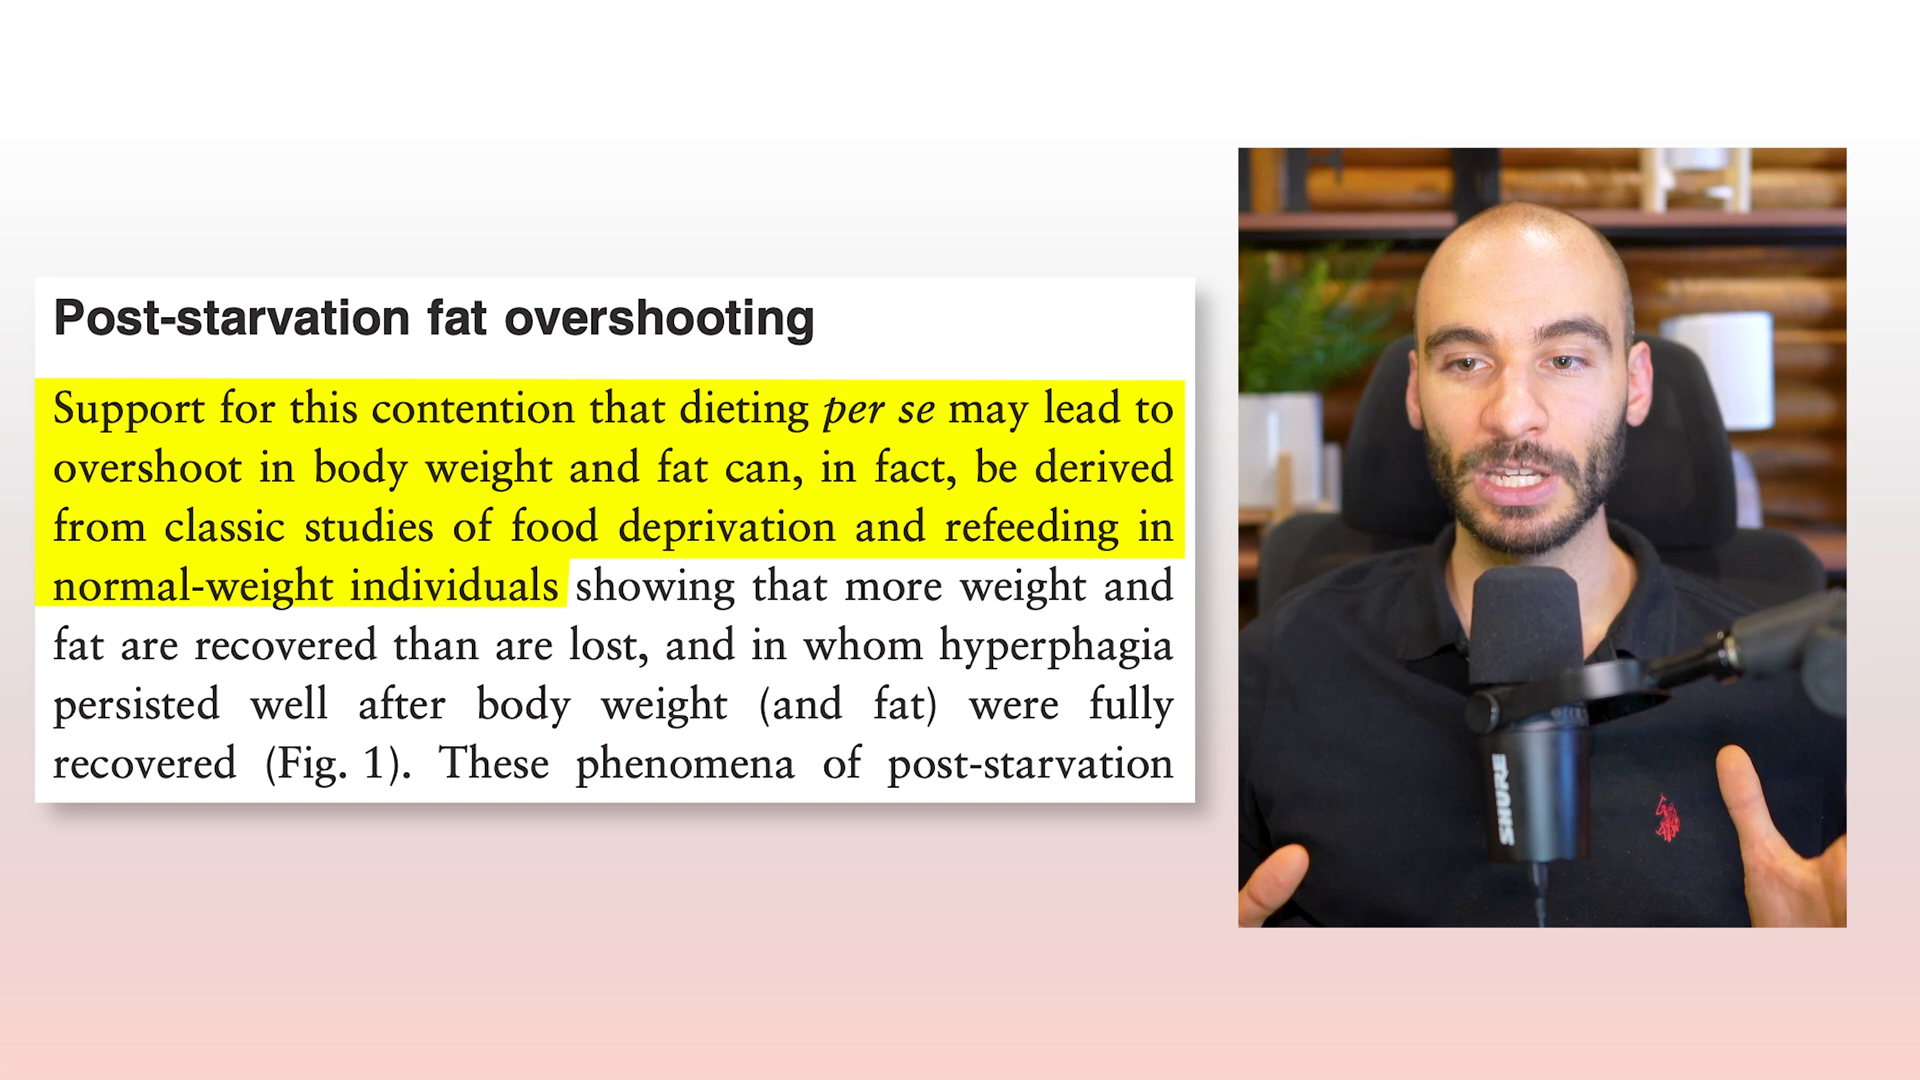 Post-starvation fat overshooting
Support for this contention that dieting per se may lead to
overshoot in body weight and fat can, in fact, be derived
from classic studies of food deprivation and refeeding in
normal-weight individuals showing that more weight and
fat are recovered than are lost, and in whom hyperphagia
persisted well after body weight (and fat) were fully
recovered (Fig. 1). These phenomena of post-starvation
SHURE